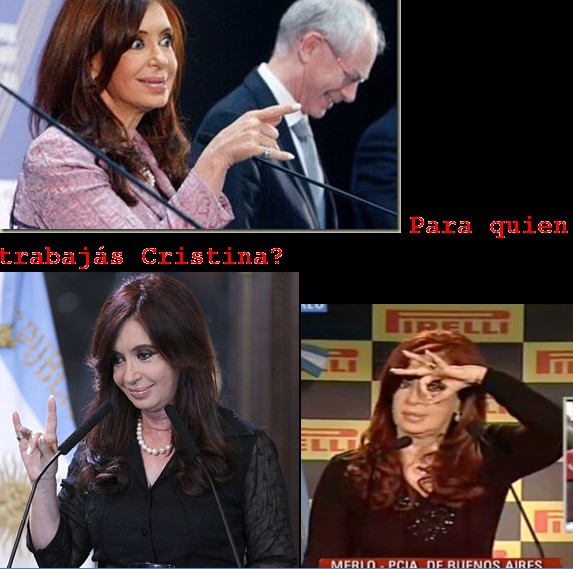 Para quien
trabajás Cristina?
PIRELLI
PIRELLI
MERLO - PCIA. DE BUENOS AIRES